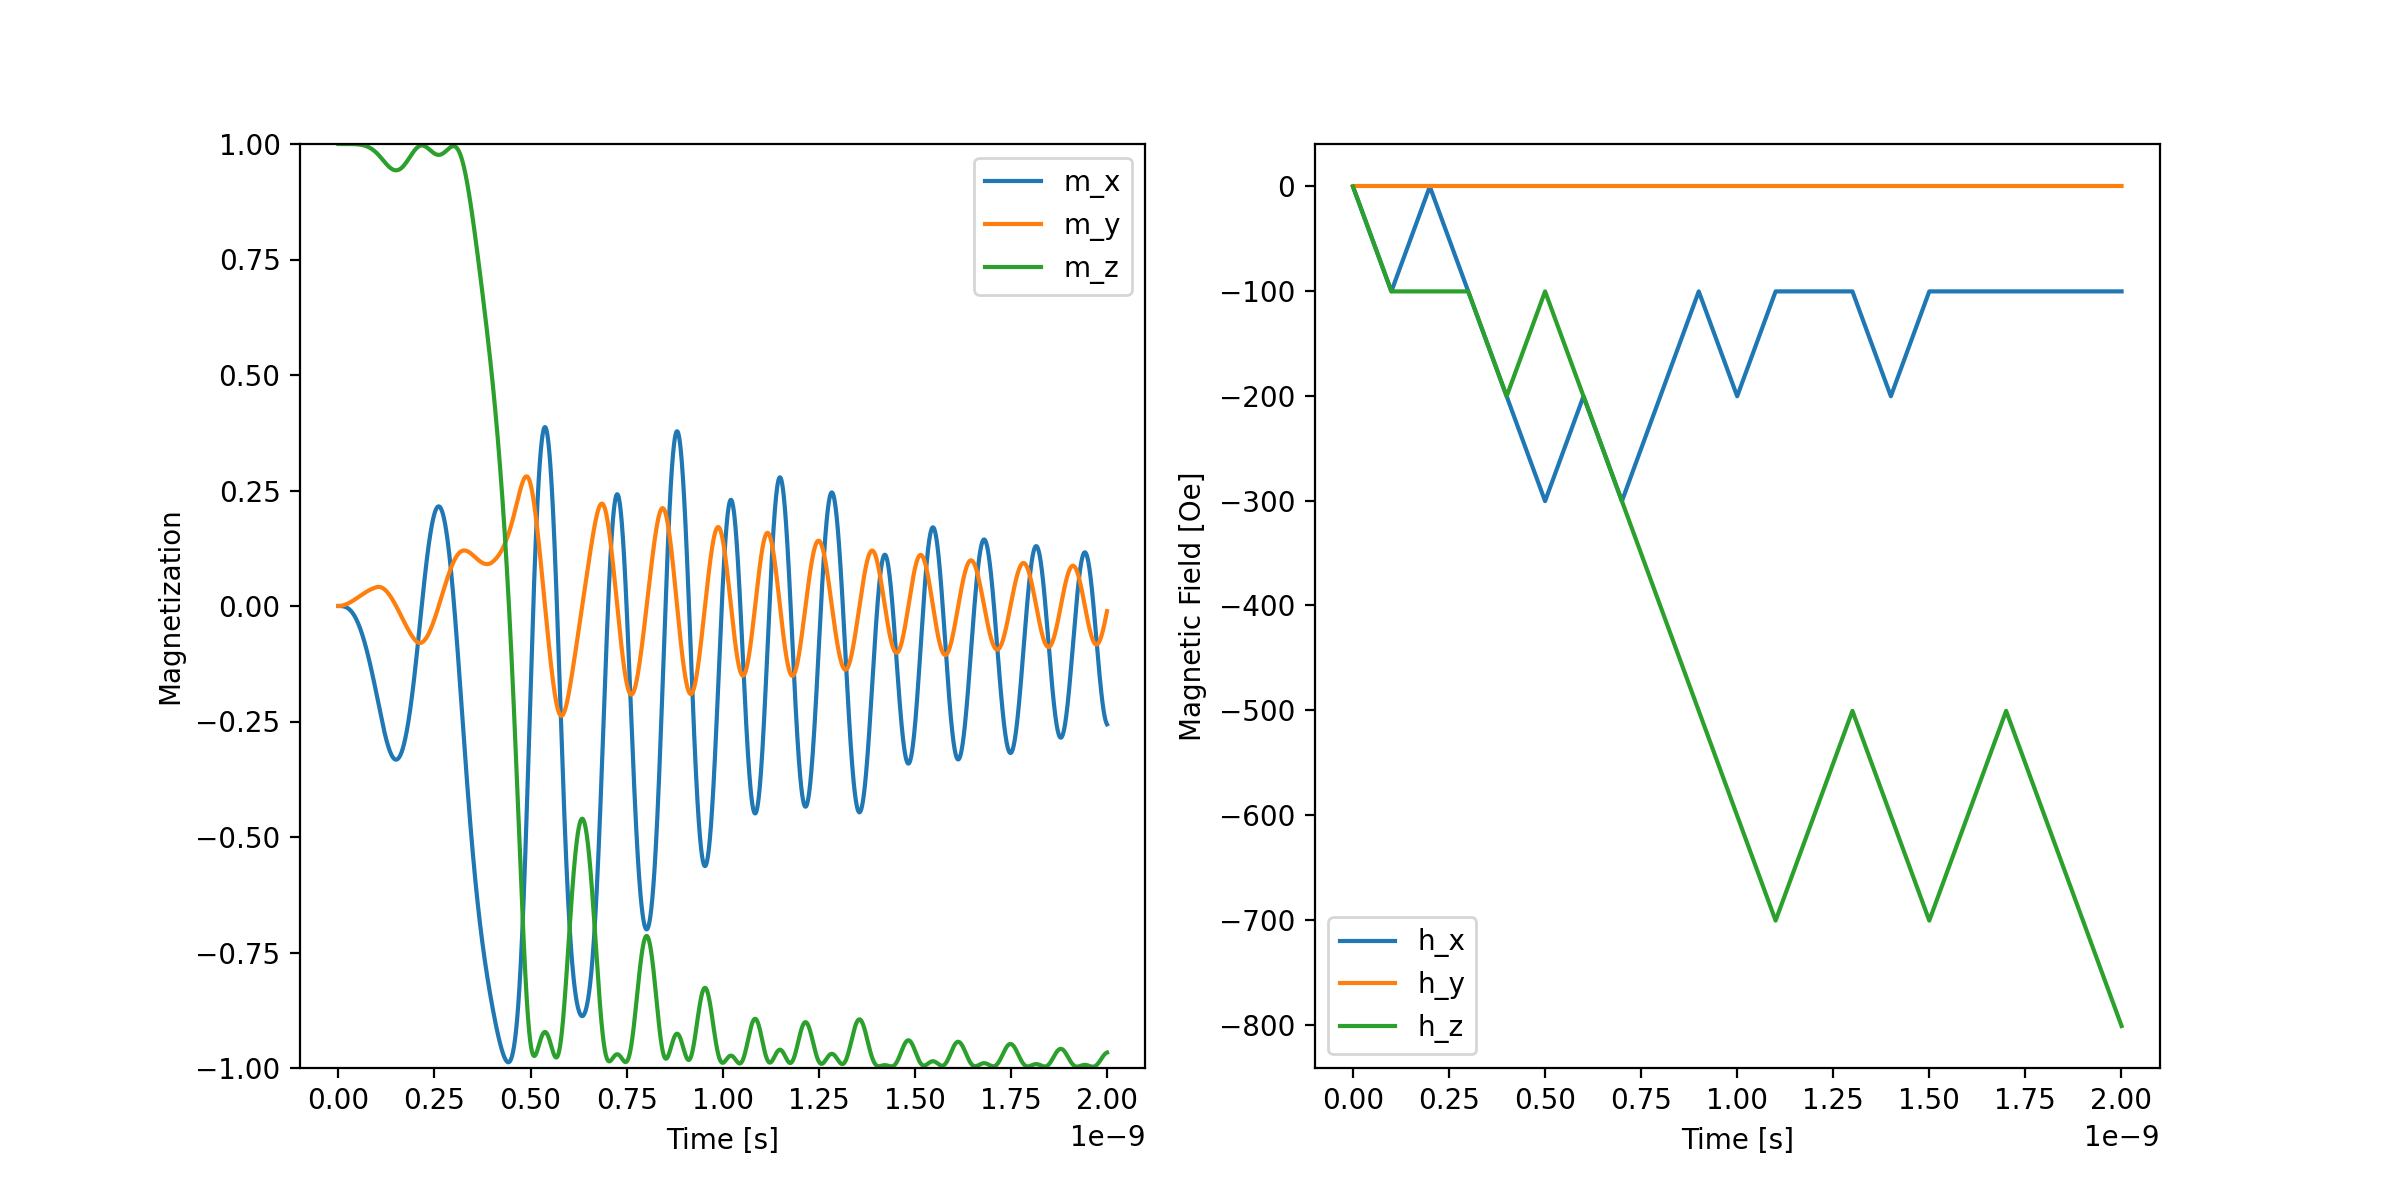 1.00
0.75
0.50
0.25
0.00
−0.25
−0.50
−0.75
−1.00
Magnetization
m_x
m_y
m_z
0.00 0.25 0.50 0.75 1.00 1.25 1.50 1.75 2.00
Time [s]
1e−9
0
−100
−200
−300
−400
−500
−600
−700
−800
Magnetic Field [Oe]
h_x
h_y
h_z
0.00 0.25 0.50 0.75 1.00 1.25 1.50 1.75 2.00
Time [s]
1e−9